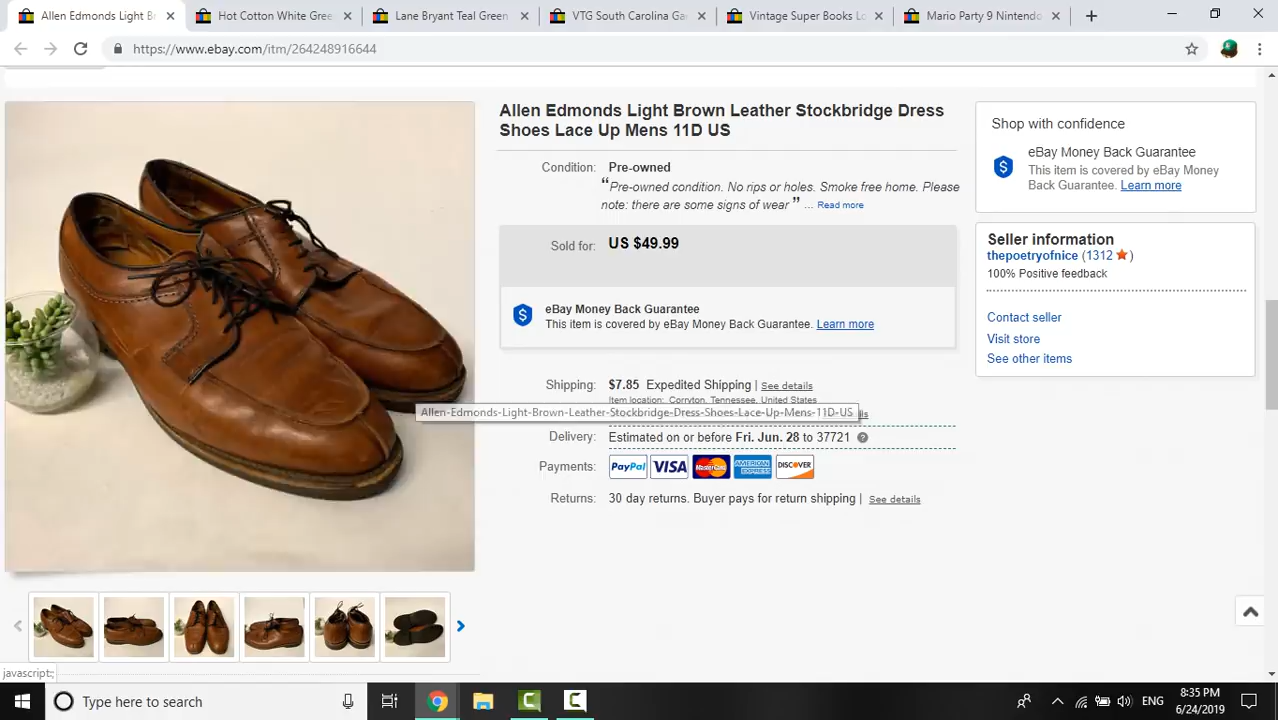 Allen Edmonds Light Br
Hot Cotton White Gree
Lane Bryant Teal Green
VTG South Carolina Ga
Vintage Super Books Lo
Mario Party 9 Nintendo
https://www.ebay.com/itm/264248916644
Allen Edmonds Light Brown Leather Stockbridge Dress
Shoes Lace Up Mens 11D US
Condition: Pre-owned
“Pre-owned condition. No rips or holes. Smoke free home. Please
note: there are some signs of wear ” ... Read more
Sold for: US $49.99
eBay Money Back Guarantee
This item is covered by eBay Money Back Guarantee. Learn more
Shipping: $7.85 Expedited Shipping | See details
Item location: Corryton, Tennessee, United States
Allen-Edmonds-Light-Brown-Leather-Stockbridge-Dress-Shoes-Lace-Up-Mens-11D-US
Delivery: Estimated on or before Fri. Jun. 28 to 37721
Payments: PayPal VISA MasterCard AMERICAN EXPRESS DISCOVER
Returns: 30 day returns. Buyer pays for return shipping | See details
Shop with confidence
eBay Money Back Guarantee
This item is covered by eBay Money
Back Guarantee. Learn more
Seller information
thepoetryofnice (1312 )
100% Positive feedback
Contact seller
Visit store
See other items
javascript:;
Type here to search
ENG
8:35 PM
6/24/2019